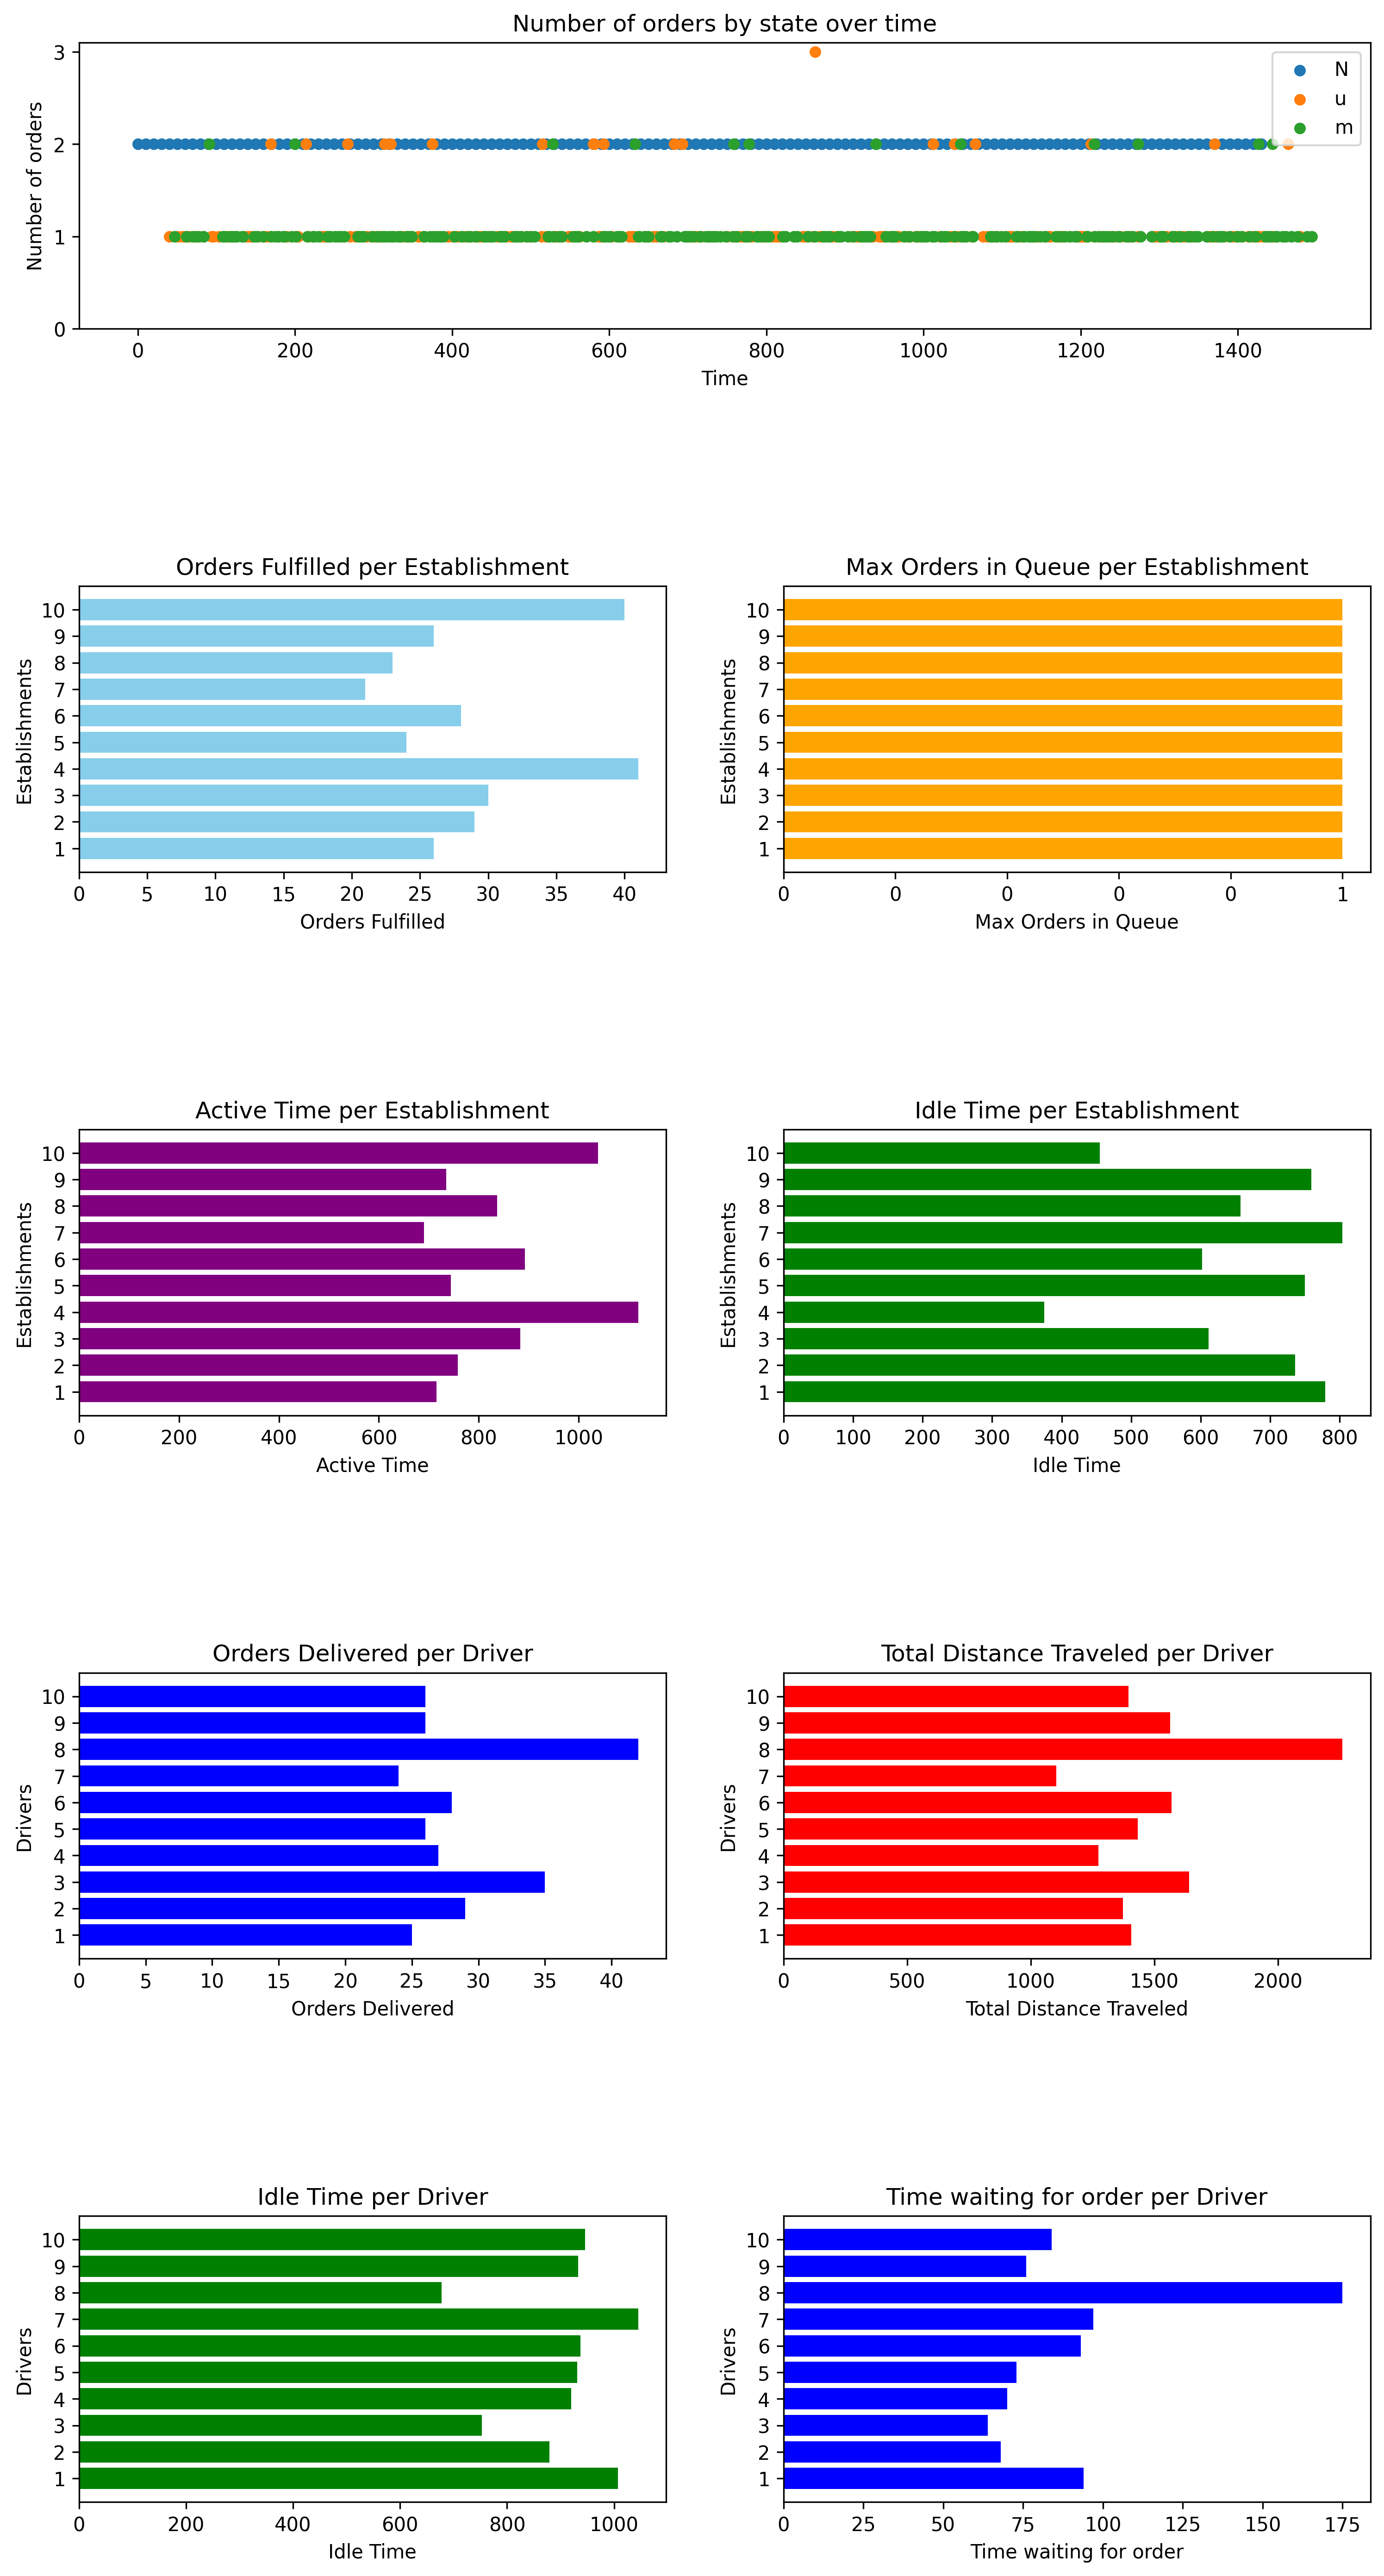 Number of orders by state over time
3
2
1
0
Number of orders
N
u
m
0 200 400 600 800 1000 1200 1400
Time
Orders Fulfilled per Establishment
10
9
8
7
6
5
4
3
2
1
Establishments
0 5 10 15 20 25 30 35 40
Orders Fulfilled
Max Orders in Queue per Establishment
10
9
8
7
6
5
4
3
2
1
Establishments
0 0 0 0 0 1
Max Orders in Queue
Active Time per Establishment
10
9
8
7
6
5
4
3
2
1
Establishments
0 200 400 600 800 1000
Active Time
Idle Time per Establishment
10
9
8
7
6
5
4
3
2
1
Establishments
0 100 200 300 400 500 600 700 800
Idle Time
Orders Delivered per Driver
10
9
8
7
6
5
4
3
2
1
Drivers
0 5 10 15 20 25 30 35 40
Orders Delivered
Total Distance Traveled per Driver
10
9
8
7
6
5
4
3
2
1
Drivers
0 500 1000 1500 2000
Total Distance Traveled
Idle Time per Driver
10
9
8
7
6
5
4
3
2
1
Drivers
0 200 400 600 800 1000
Idle Time
Time waiting for order per Driver
10
9
8
7
6
5
4
3
2
1
Drivers
0 25 50 75 100 125 150 175
Time waiting for order